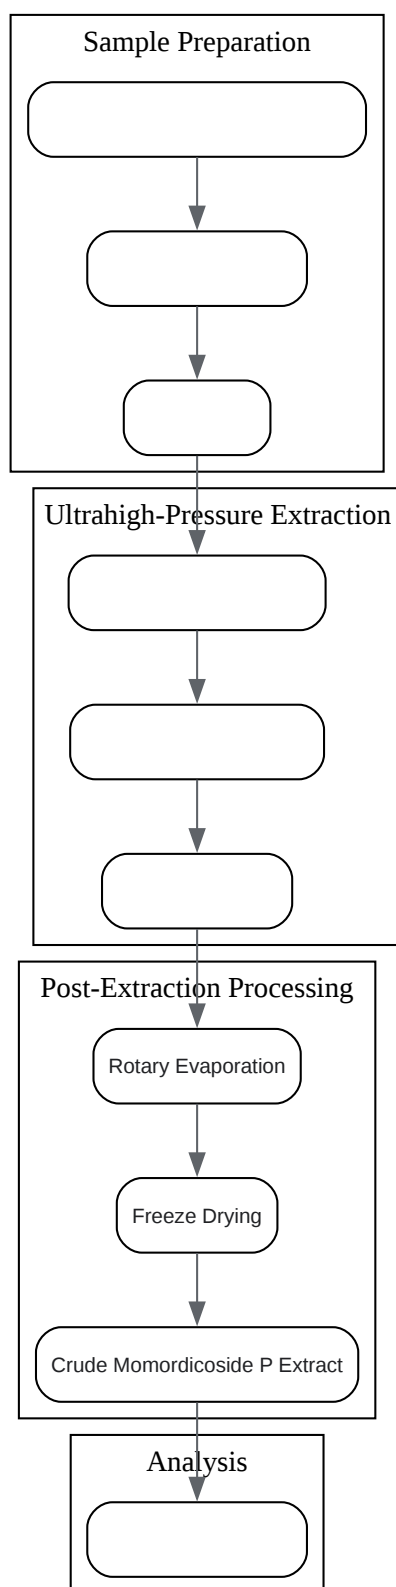 Sample Preparation
Ultrahigh-Pressure Extraction
Post-Extraction Processing
Rotary Evaporation
Freeze Drying
Crude Momordicoside P Extract
Analysis